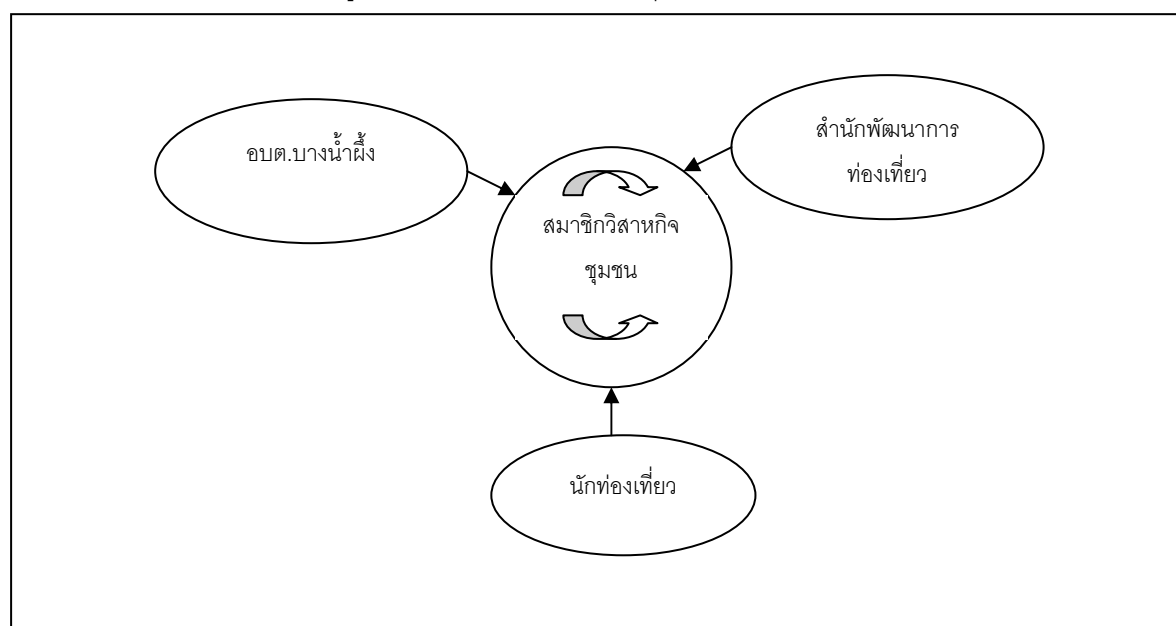 อบต.บางน้ำผึ้ง
สำนักพัฒนาการ
ท่องเที่ยว
สมาชิกวิสาหกิจ
ชุมชน
นักท่องเที่ยว